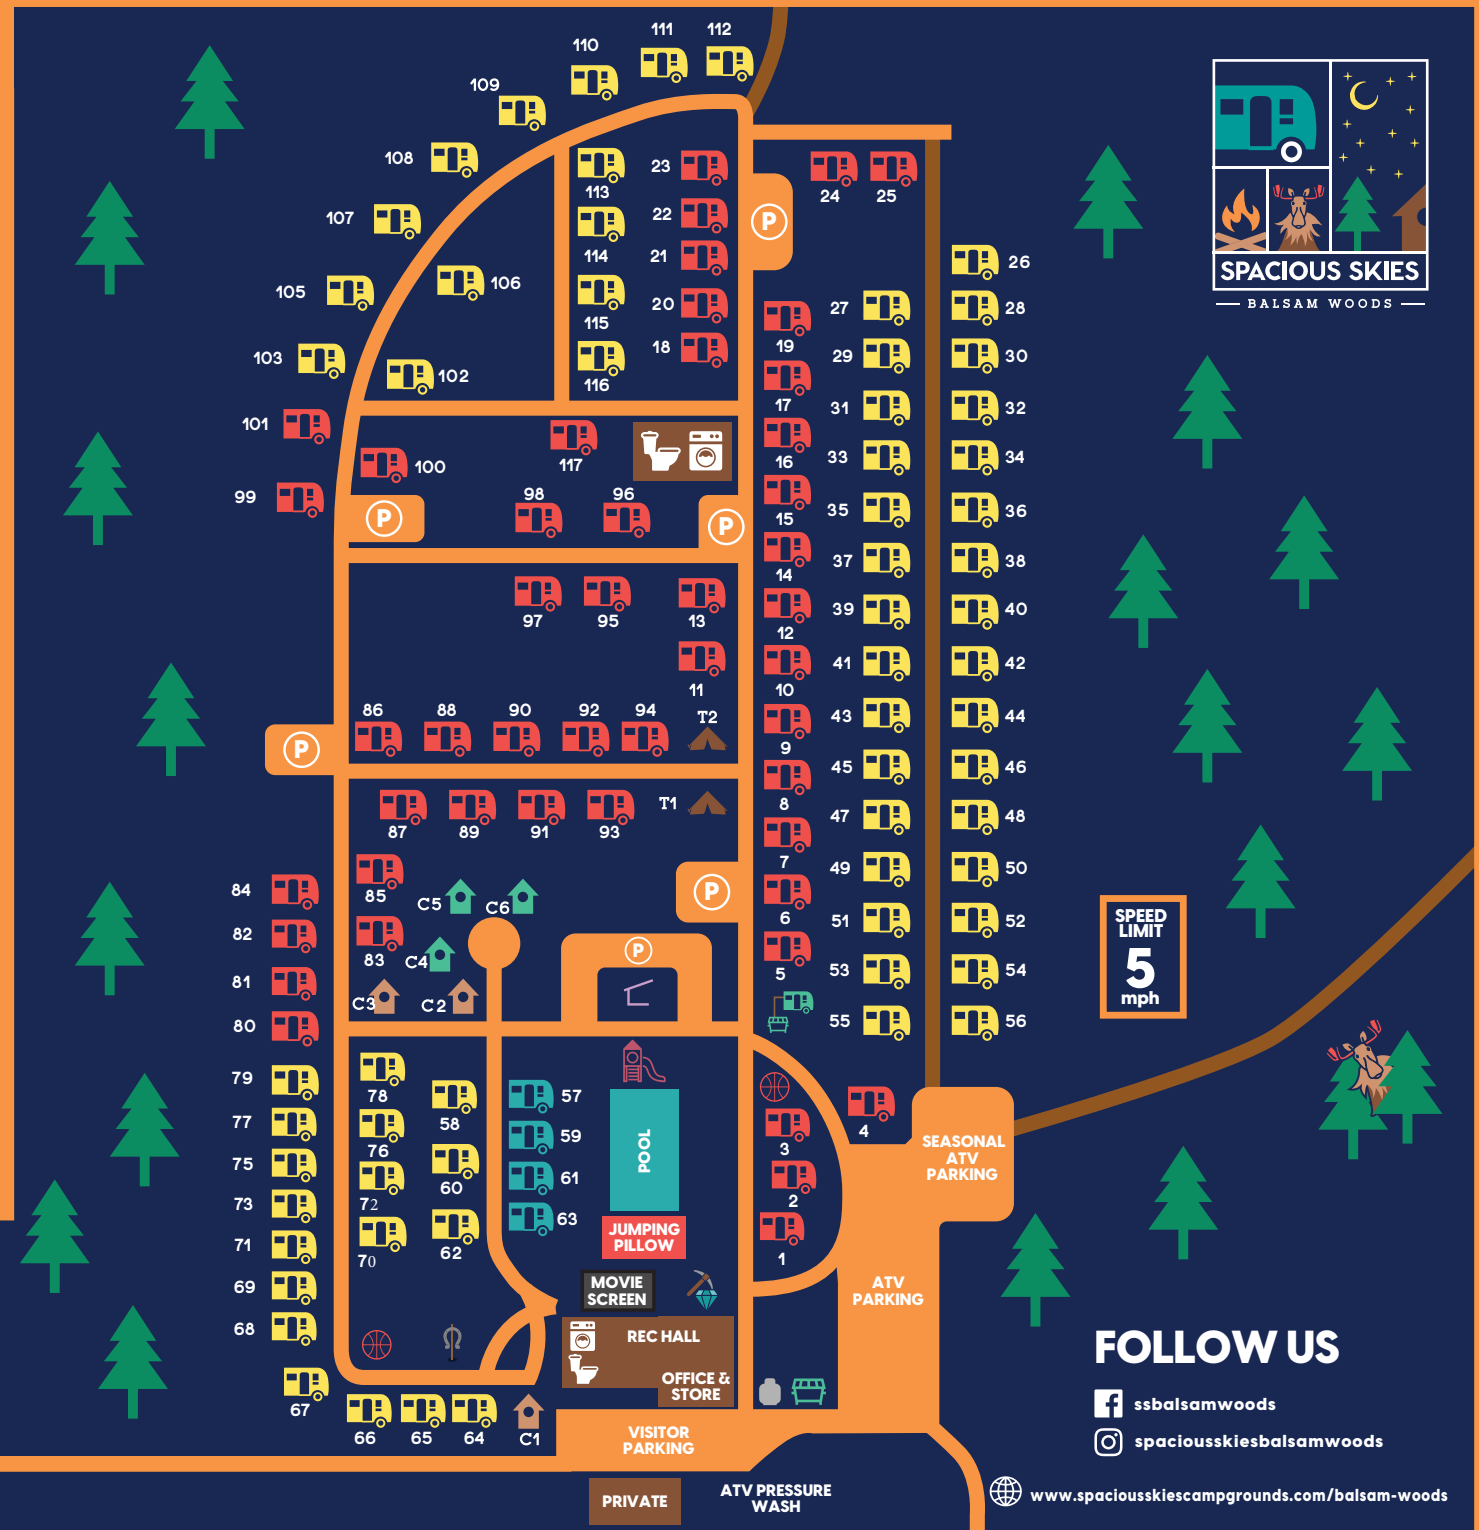 111
112
110
109
108
107
105
106
103
102
101
100
99
113
114
115
116
23
22
21
20
18
P
24
25
SPACIOUS SKIES
BALSAM WOODS
117
98
96
P
P
97
95
13
11
86
88
90
92
94
T2
P
87
89
91
93
T1
19
17
16
15
14
12
10
9
8
7
6
5
27
29
31
33
35
37
39
41
43
45
47
49
51
53
55
26
28
30
32
34
36
38
40
42
44
46
48
50
52
54
56
84
82
81
80
85
83
C5
C6
C4
C3
C2
P
P
SPEED
LIMIT
5
mph
79
77
75
73
71
69
68
67
78
76
72
70
58
60
62
57
59
61
63
POOL
JUMPING
PILLOW
MOVIE
SCREEN
REC HALL
OFFICE &
STORE
3
2
1
4
SEASONAL
ATV
PARKING
ATV
PARKING
66
65
64
C1
VISITOR
PARKING
PRIVATE
ATV PRESSURE
WASH
FOLLOW US
ssbalsamwoods
spaciousskiesbalsamwoods
www.spaciousskiescampgrounds.com/balsam-woods